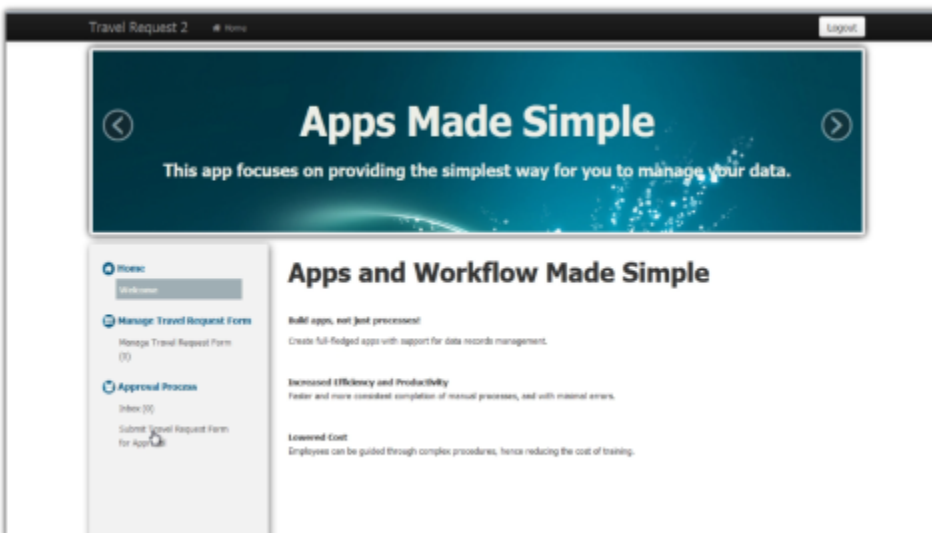 Travel Request 2 Home Logout
Apps Made Simple
This app focuses on providing the simplest way for you to manage your data.
Home
Welcome
Manage Travel Request Form
Manage Travel Request Form
(0)
Approval Process
Inbox (0)
Submit Travel Request Form
for Approval
Apps and Workflow Made Simple
Build apps, not just processes!
Create full-fledged apps with support for data records management.
Increased Efficiency and Productivity
Faster and more consistent completion of manual processes, and with minimal errors.
Lowered Cost
Employees can be guided through complex procedures, hence reducing the cost of training.